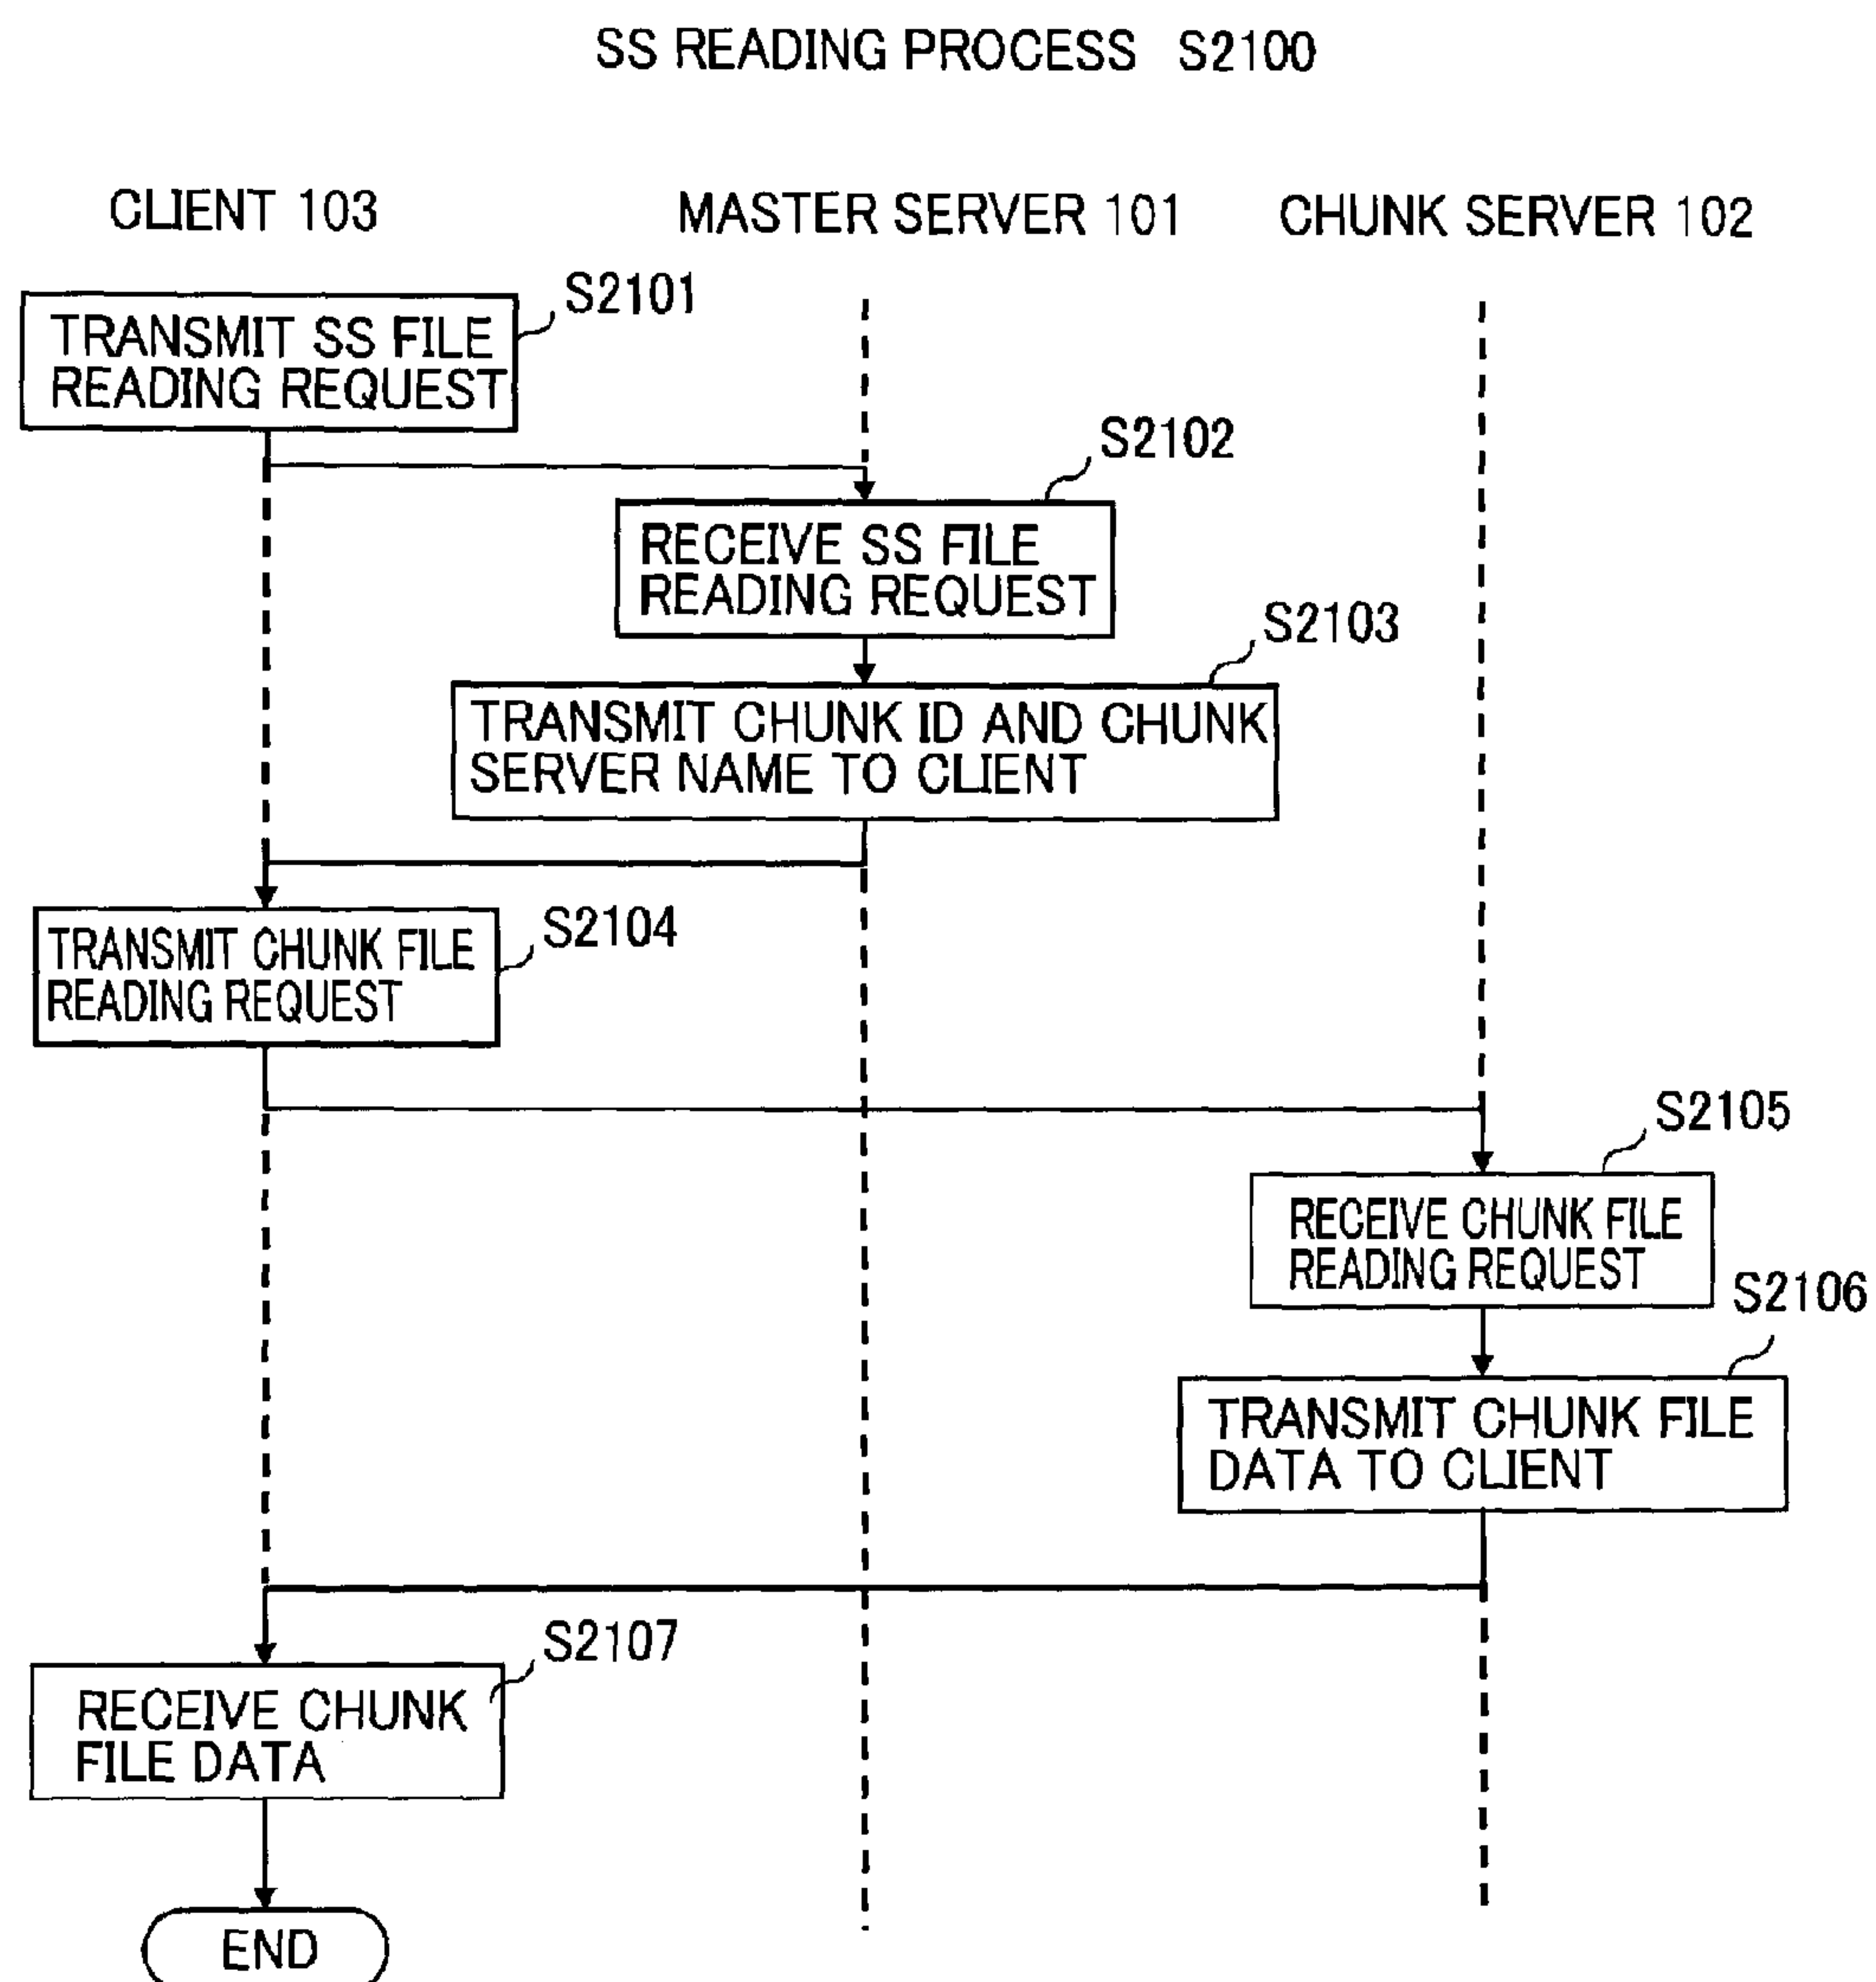 SS READING PROCESS S2100
CLIENT 103
MASTER SERVER 101
CHUNK SERVER 102
S2101
TRANSMIT SS FILE
READING REQUEST
S2102
RECEIVE SS FILE
READING REQUEST
S2103
TRANSMIT CHUNK ID AND CHUNK
SERVER NAME TO CLIENT
S2104
TRANSMIT CHUNK FILE
READING REQUEST
S2105
RECEIVE CHUNK FILE
READING REQUEST
S2106
TRANSMIT CHUNK FILE
DATA TO CLIENT
S2107
RECEIVE CHUNK
FILE DATA
END